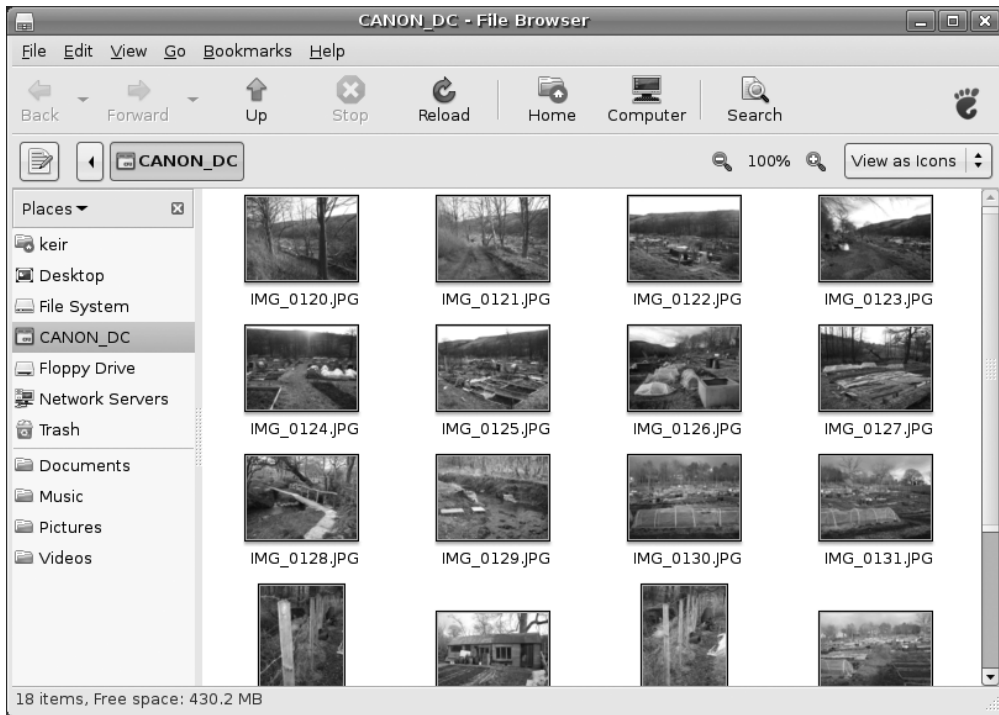 CANON_DC - File Browser
File Edit View Go Bookmarks Help
Back Forward Up Stop Reload Home Computer Search
CANON_DC 100% View as Icons
Places
keir
Desktop
File System
CANON_DC
Floppy Drive
Network Servers
Trash
Documents
Music
Pictures
Videos
IMG_0120.JPG IMG_0121.JPG IMG_0122.JPG IMG_0123.JPG
IMG_0124.JPG IMG_0125.JPG IMG_0126.JPG IMG_0127.JPG
IMG_0128.JPG IMG_0129.JPG IMG_0130.JPG IMG_0131.JPG
18 items, Free space: 430.2 MB